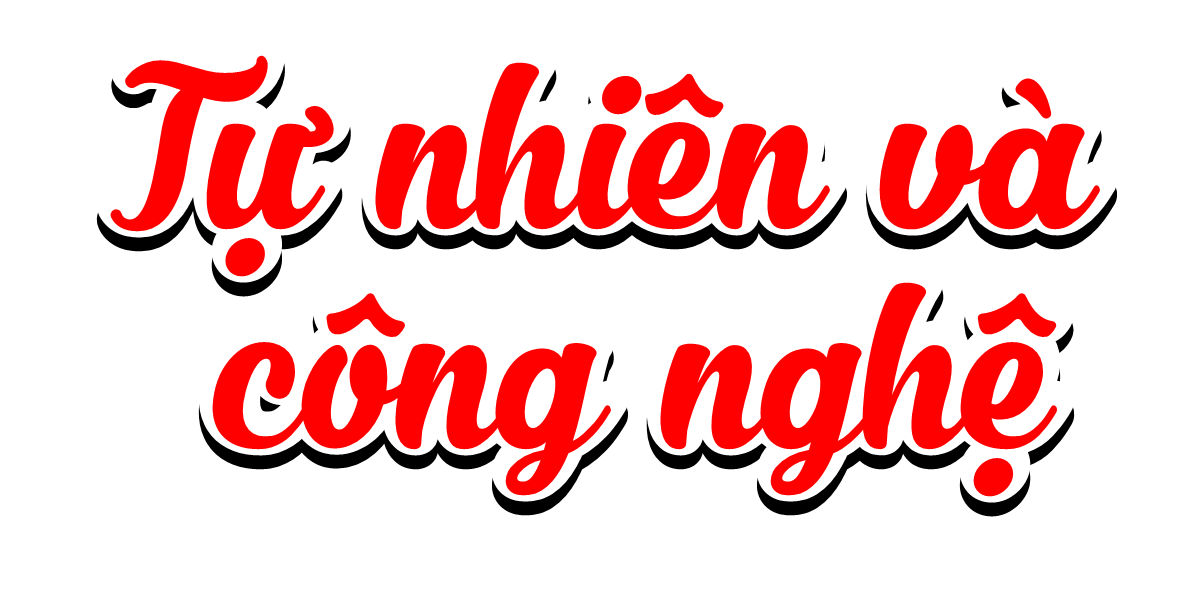 Tự nhiên và
công nghệ